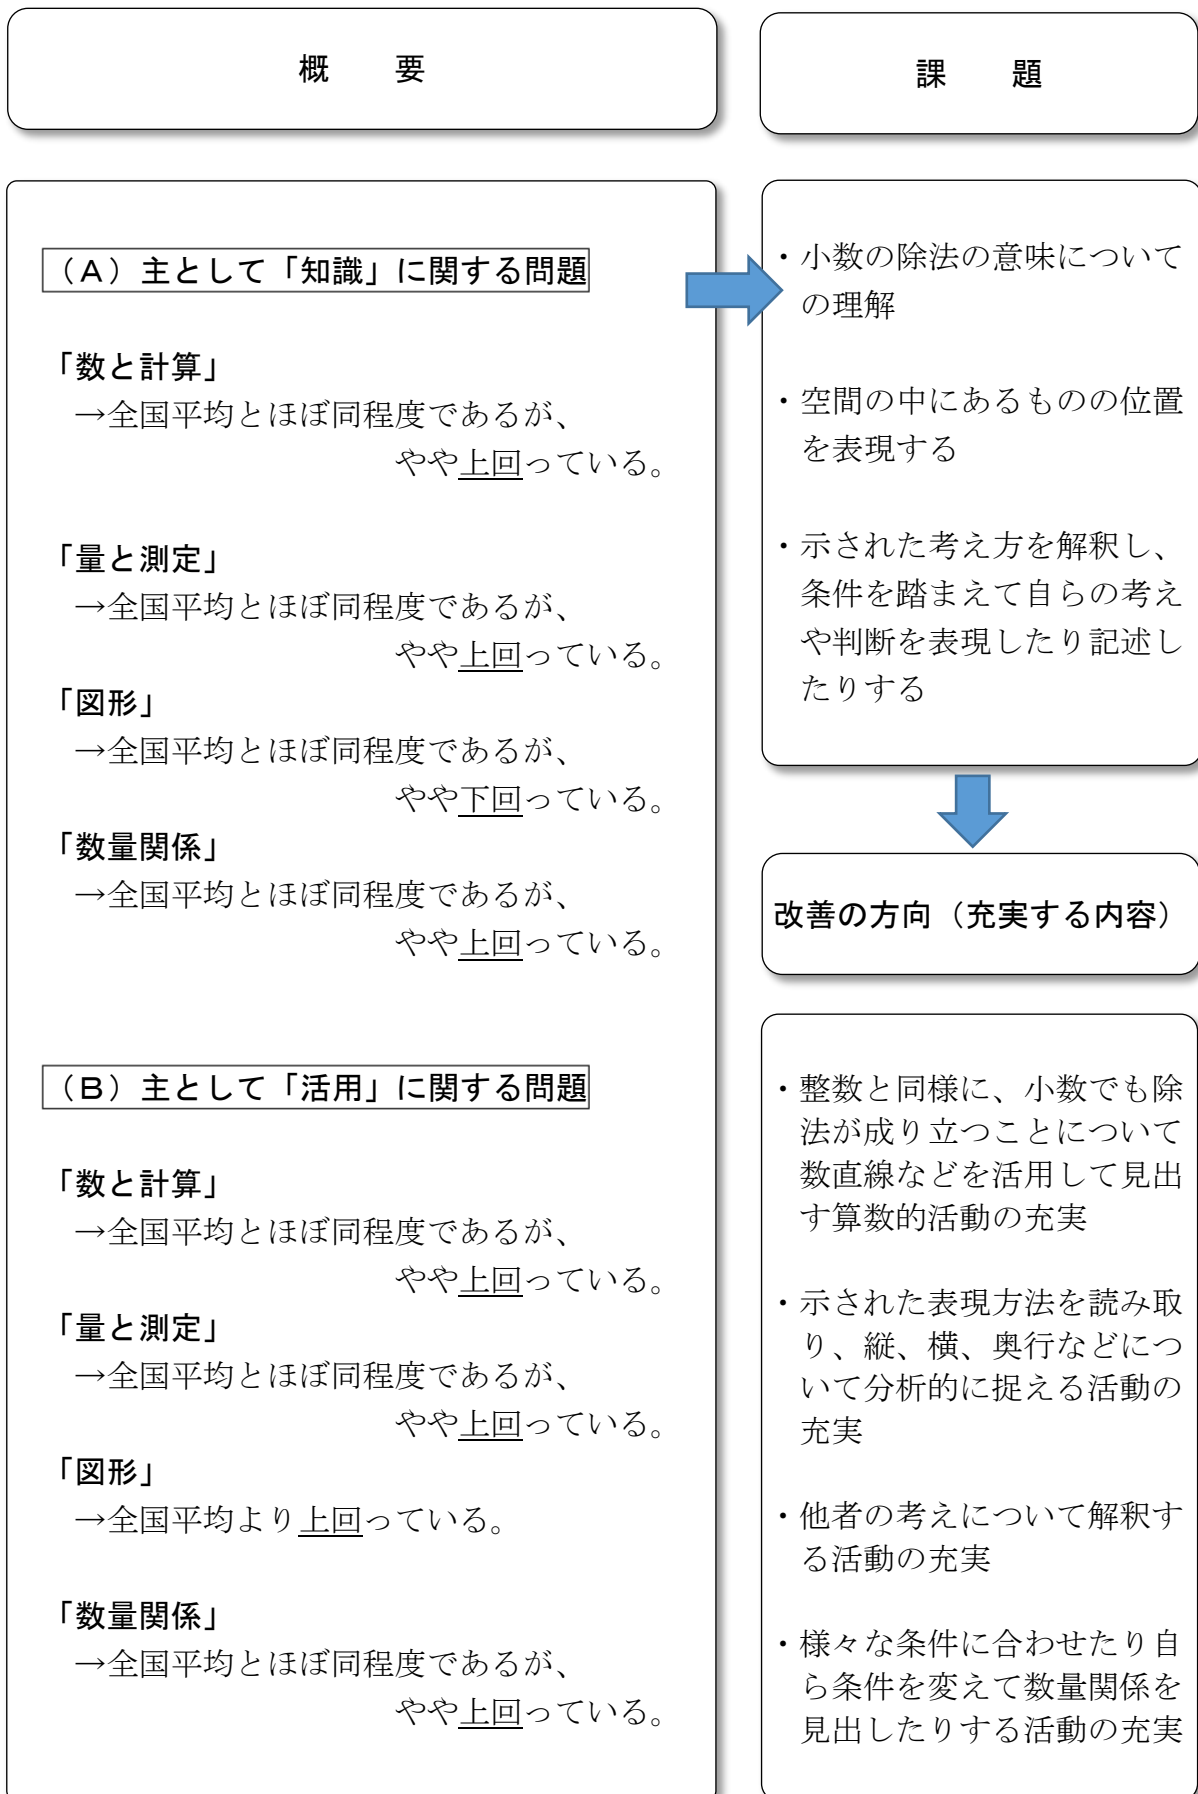 概　　要
（Ａ）主として「知識」に関する問題
「数と計算」
→全国平均とほぼ同程度であるが、
やや上回っている。
「量と測定」
→全国平均とほぼ同程度であるが、
やや上回っている。
「図形」
→全国平均とほぼ同程度であるが、
やや下回っている。
「数量関係」
→全国平均とほぼ同程度であるが、
やや上回っている。
（Ｂ）主として「活用」に関する問題
「数と計算」
→全国平均とほぼ同程度であるが、
やや上回っている。
「量と測定」
→全国平均とほぼ同程度であるが、
やや上回っている。
「図形」
→全国平均より上回っている。
「数量関係」
→全国平均とほぼ同程度であるが、
やや上回っている。
課　　題
・小数の除法の意味について
の理解
・空間の中にあるものの位置
を表現する
・示された考え方を解釈し、
条件を踏まえて自らの考え
や判断を表現したり記述し
たりする
改善の方向（充実する内容）
・整数と同様に、小数でも除
法が成り立つことについて
数直線などを活用して見出
す算数的活動の充実
・示された表現方法を読み取
り、縦、横、奥行などにつ
いて分析的に捉える活動の
充実
・他者の考えについて解釈す
る活動の充実
・様々な条件に合わせたり自
ら条件を変えて数量関係を
見出したりする活動の充実